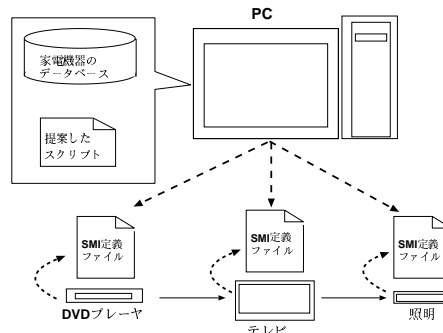 PC
家電機器の
データベース
提案した
スクリプト
SMI定義
ファイル
SMI定義
ファイル
SMI定義
ファイル
DVDプレーヤ
テレビ
照明